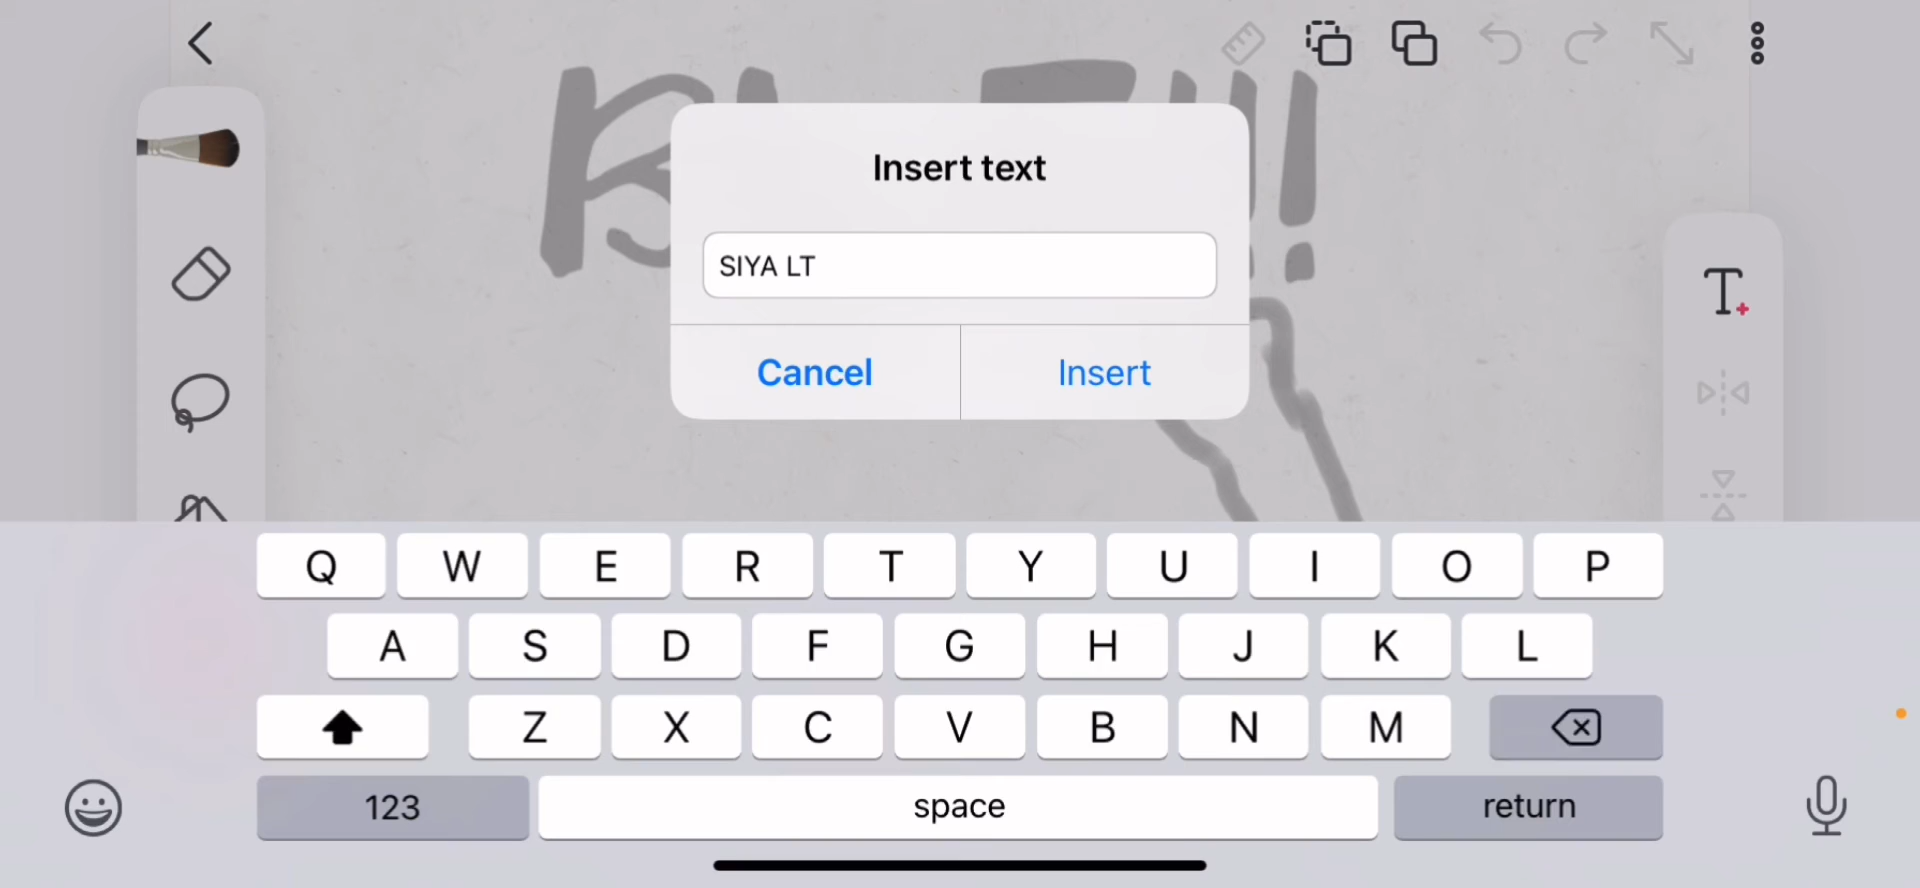 Insert text
SIYA LT
Cancel
Insert
Q W E R T Y U I O P
A S D F G H J K L
Z X C V B N M
123
space
return